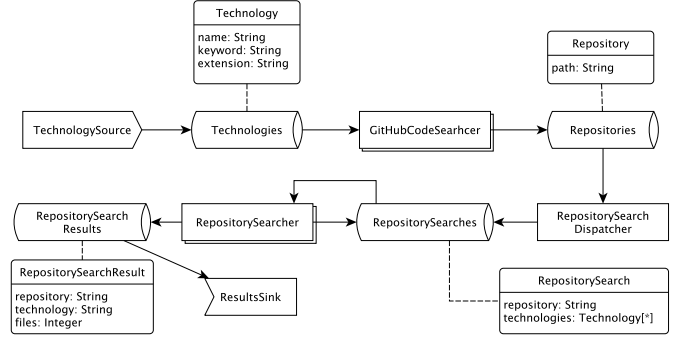 Technology
name: String
keyword: String
extension: String
Repository
path: String
TechnologySource
Technologies
GitHubCodeSearhcer
Repositories
RepositorySearch
Results
RepositorySearcher
RepositorySearches
RepositorySearch
Dispatcher
RepositorySearchResult
repository: String
technology: String
files: Integer
ResultsSink
RepositorySearch
repository: String
technologies: Technology[*]